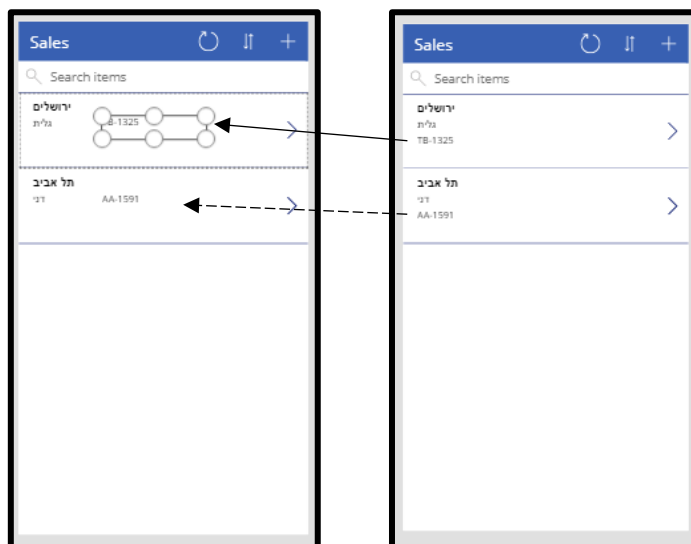 Sales
Search items
ירושלים
גלית
B-1325
תל אביב
דני
AA-1591
Sales
Search items
ירושלים
גלית
TB-1325
תל אביב
דני
AA-1591